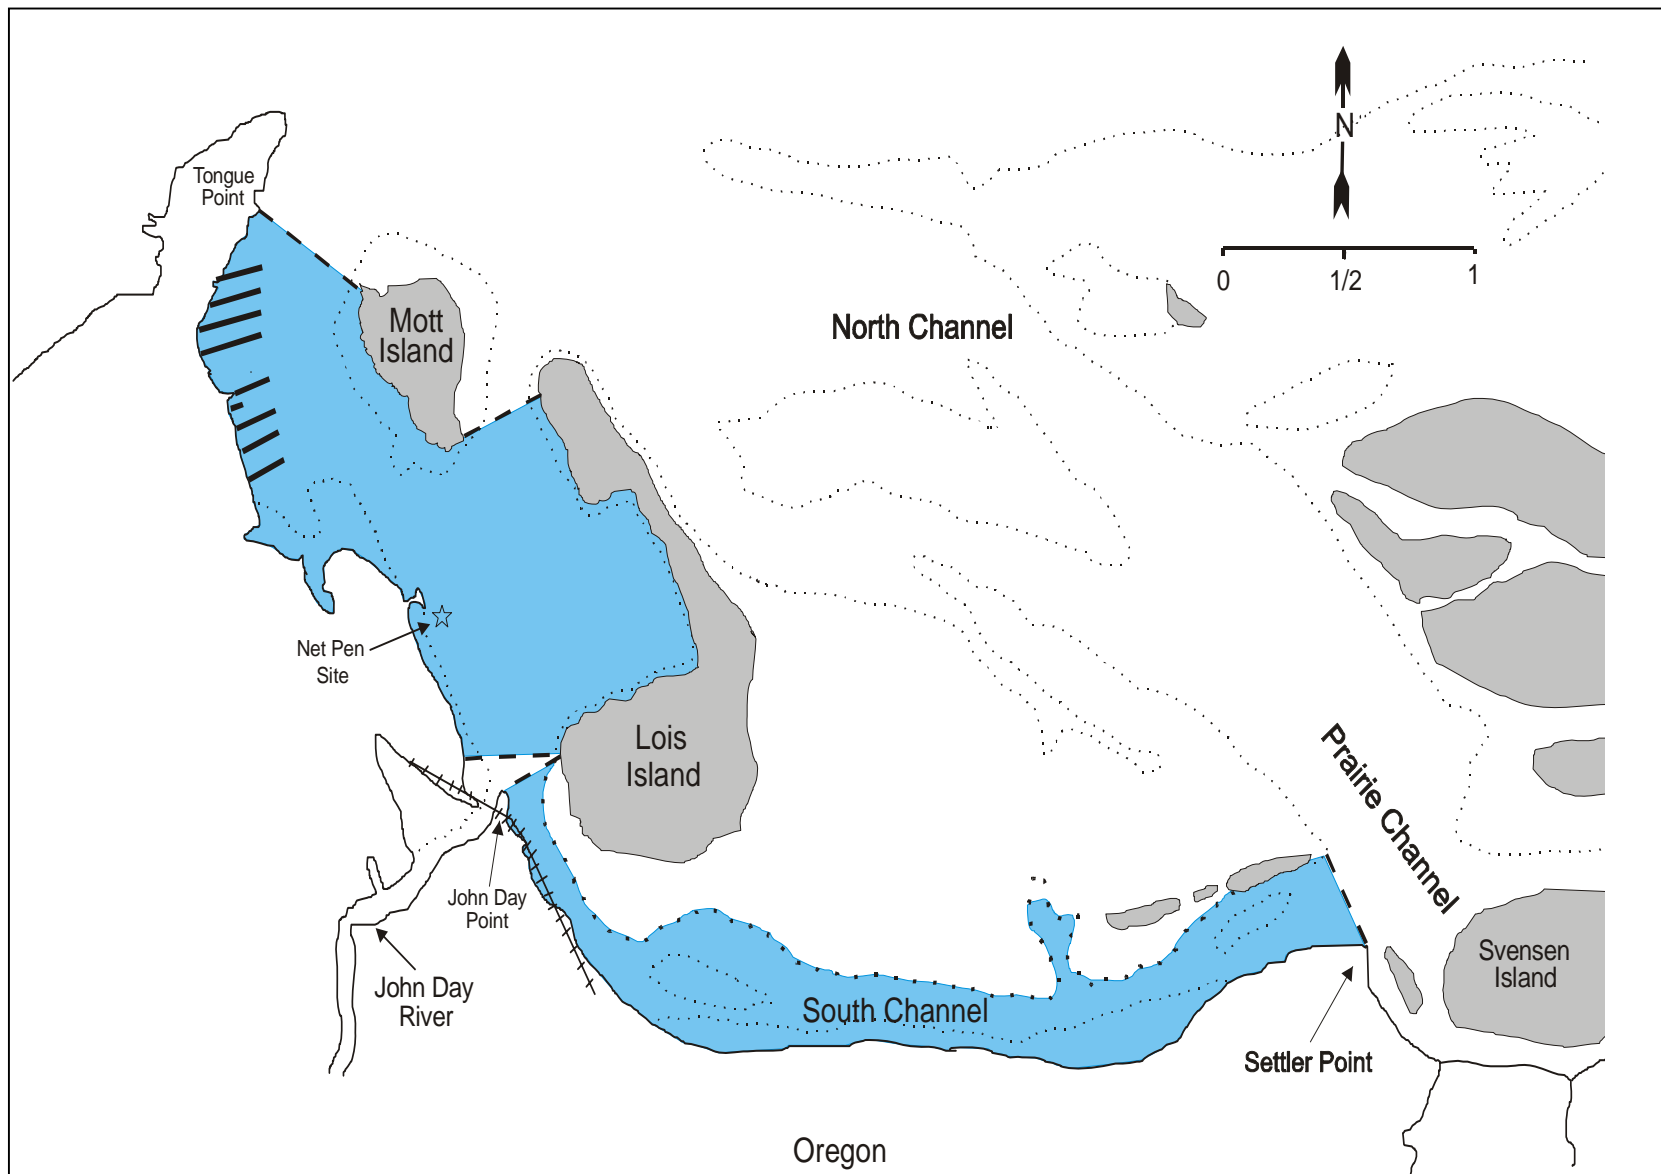 Tongue
Point
N
0
1/2
1
Mott
Island
North Channel
Net Pen
Site
Lois
Island
Prairie Channel
John Day
Point
John Day
River
South Channel
Svensen
Island
Settler Point
Oregon